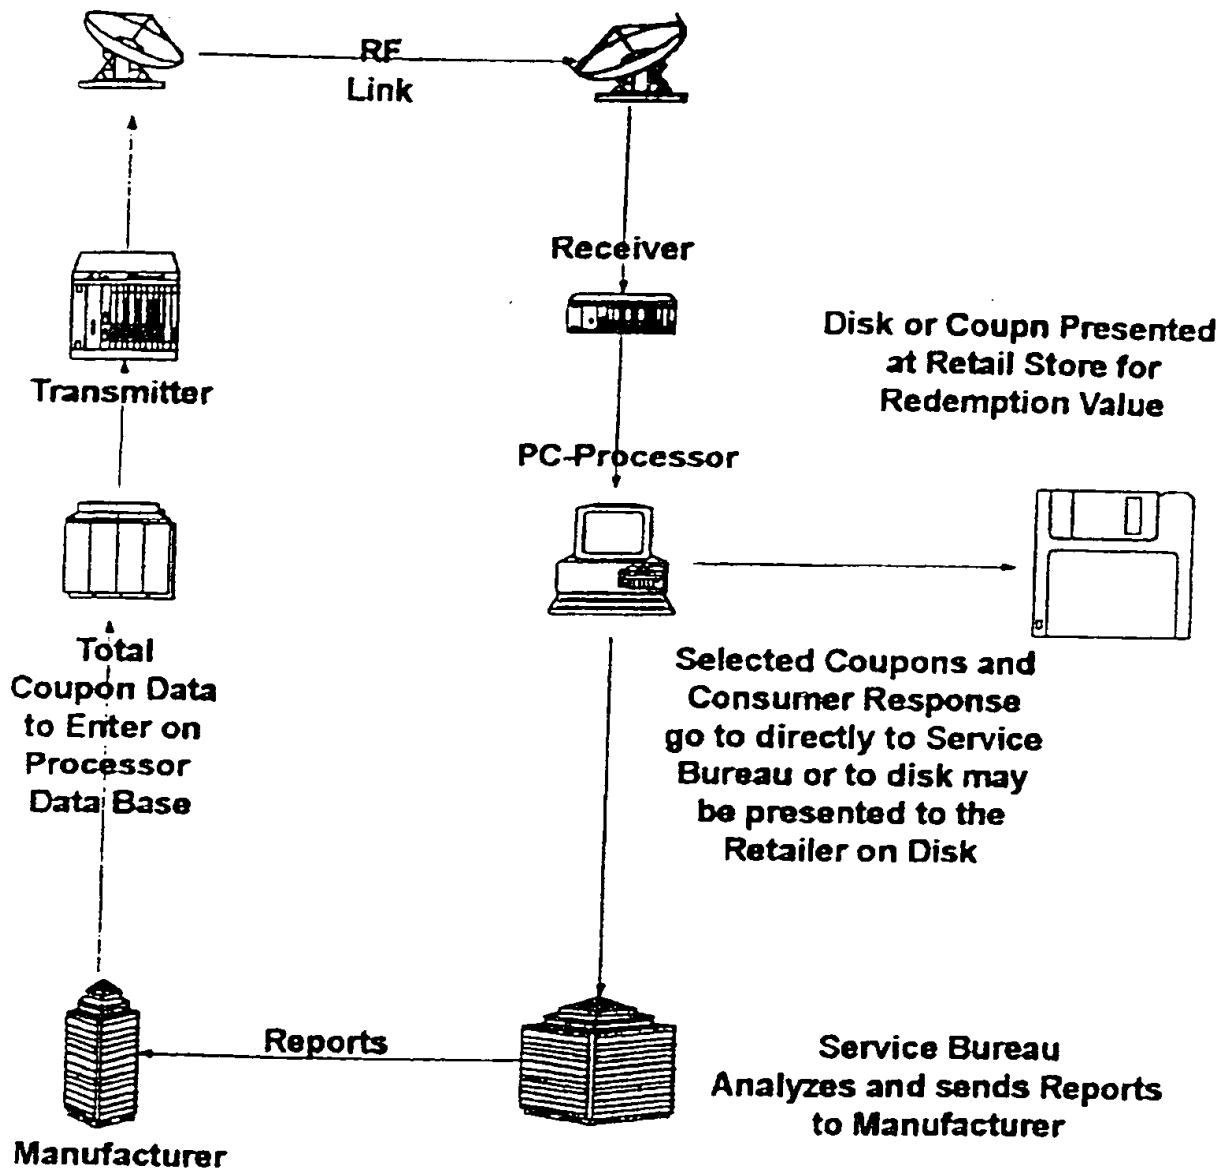 RF
Link
Receiver
Disk or Coupn Presented
at Retail Store for
Redemption Value
Transmitter
PC-Processor
Total
Coupon Data
to Enter on
Processor
Data Base
Selected Coupons and
Consumer Response
go to directly to Service
Bureau or to disk may
be presented to the
Retailer on Disk
Reports
Service Bureau
Analyzes and sends Reports
to Manufacturer
Manufacturer